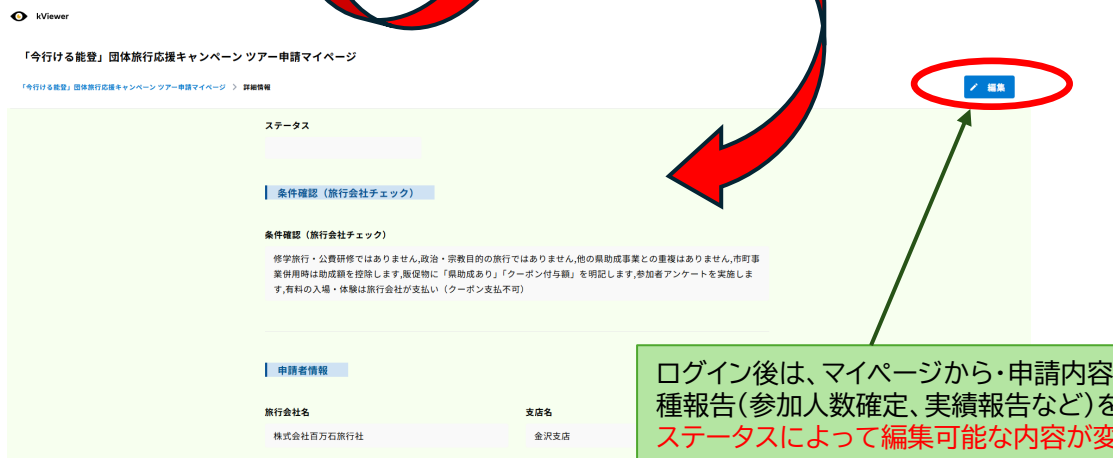 kViewer
「今行ける能登」団体旅行応援キャンペーン ツアー申請マイページ
「今行ける能登」団体旅行応援キャンペーン ツアー申請マイページ > 詳細情報
編集
ステータス
条件確認（旅行会社チェック）
条件確認（旅行会社チェック）
修学旅行・公費研修ではありません,政治・宗教目的の旅行ではありません,他の県助成事業との重複はありません,市町事
業併用時は助成額を控除します,販促物に「県助成あり」「クーポン付与額」を明記します,参加者アンケートを実施しま
す,有料の入場・体験は旅行会社が支払い（クーポン支払不可）
申請者情報
旅行会社名
支店名
株式会社百万石旅行社
金沢支店
ログイン後は、マイページから・申請内容
種報告(参加人数確定、実績報告など)を
ステータスによって編集可能な内容が変